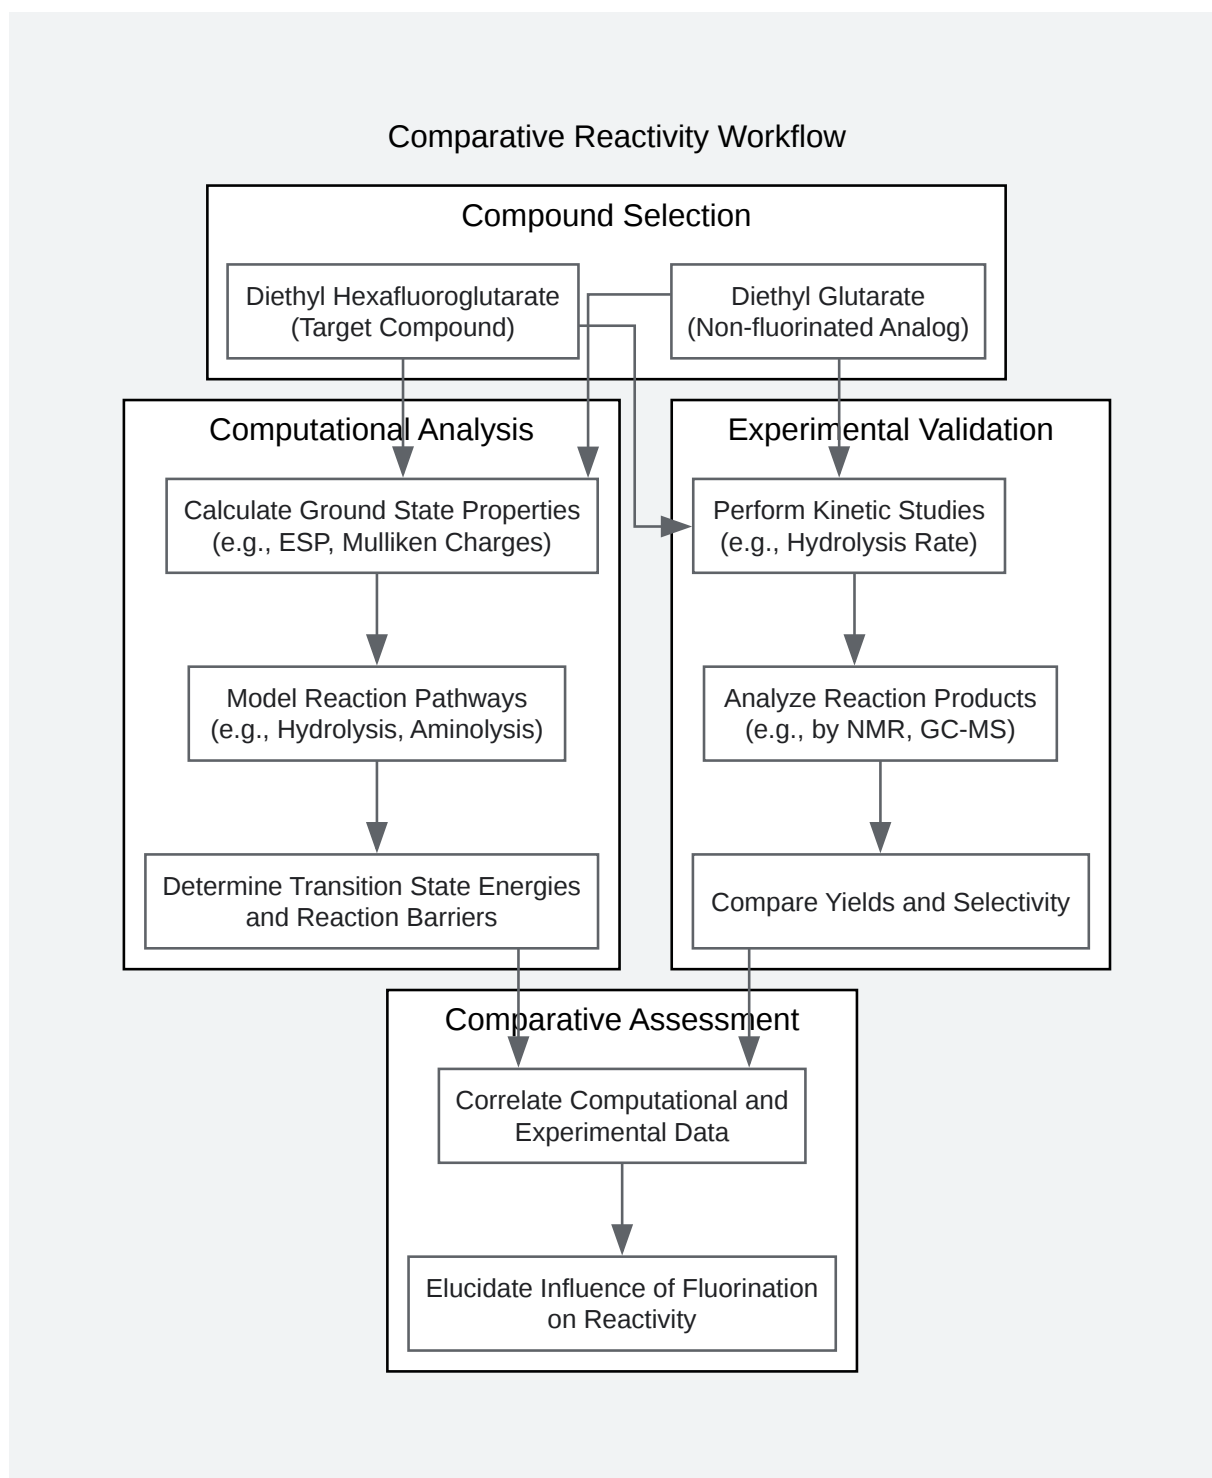 Comparative Reactivity Workflow
Compound Selection
Diethyl Hexafluoroglutarate
(Target Compound)
Diethyl Glutarate
(Non-fluorinated Analog)
Computational Analysis
Calculate Ground State Properties
(e.g., ESP, Mulliken Charges)
Model Reaction Pathways
(e.g., Hydrolysis, Aminolysis)
Determine Transition State Energies
and Reaction Barriers
Experimental Validation
Perform Kinetic Studies
(e.g., Hydrolysis Rate)
Analyze Reaction Products
(e.g., by NMR, GC-MS)
Compare Yields and Selectivity
Comparative Assessment
Correlate Computational and
Experimental Data
Elucidate Influence of Fluorination
on Reactivity